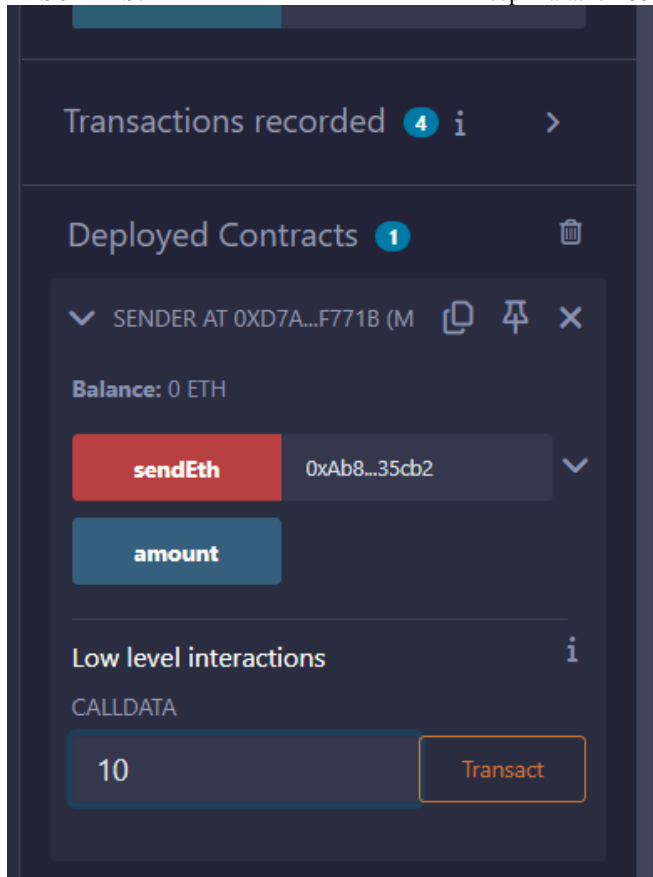 Transactions recorded 4 i
Deployed Contracts 1
SENDER AT 0XD7A...F771B (M
Balance: 0 ETH
sendEth 0xAb8...35cb2
amount
Low level interactions i
CALLDATA
10 Transact